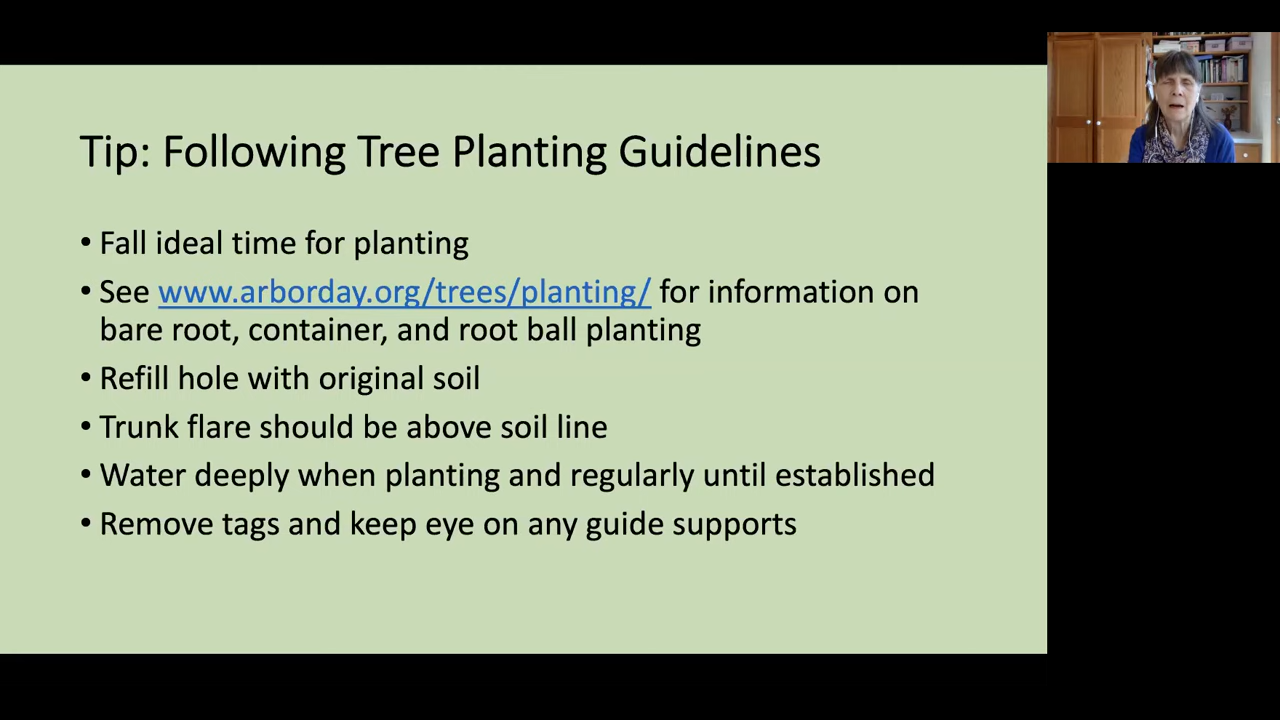 Tip: Following Tree Planting Guidelines
• Fall ideal time for planting
• See www.arborday.org/trees/planting/ for information on
bare root, container, and root ball planting
• Refill hole with original soil
• Trunk flare should be above soil line
• Water deeply when planting and regularly until established
• Remove tags and keep eye on any guide supports